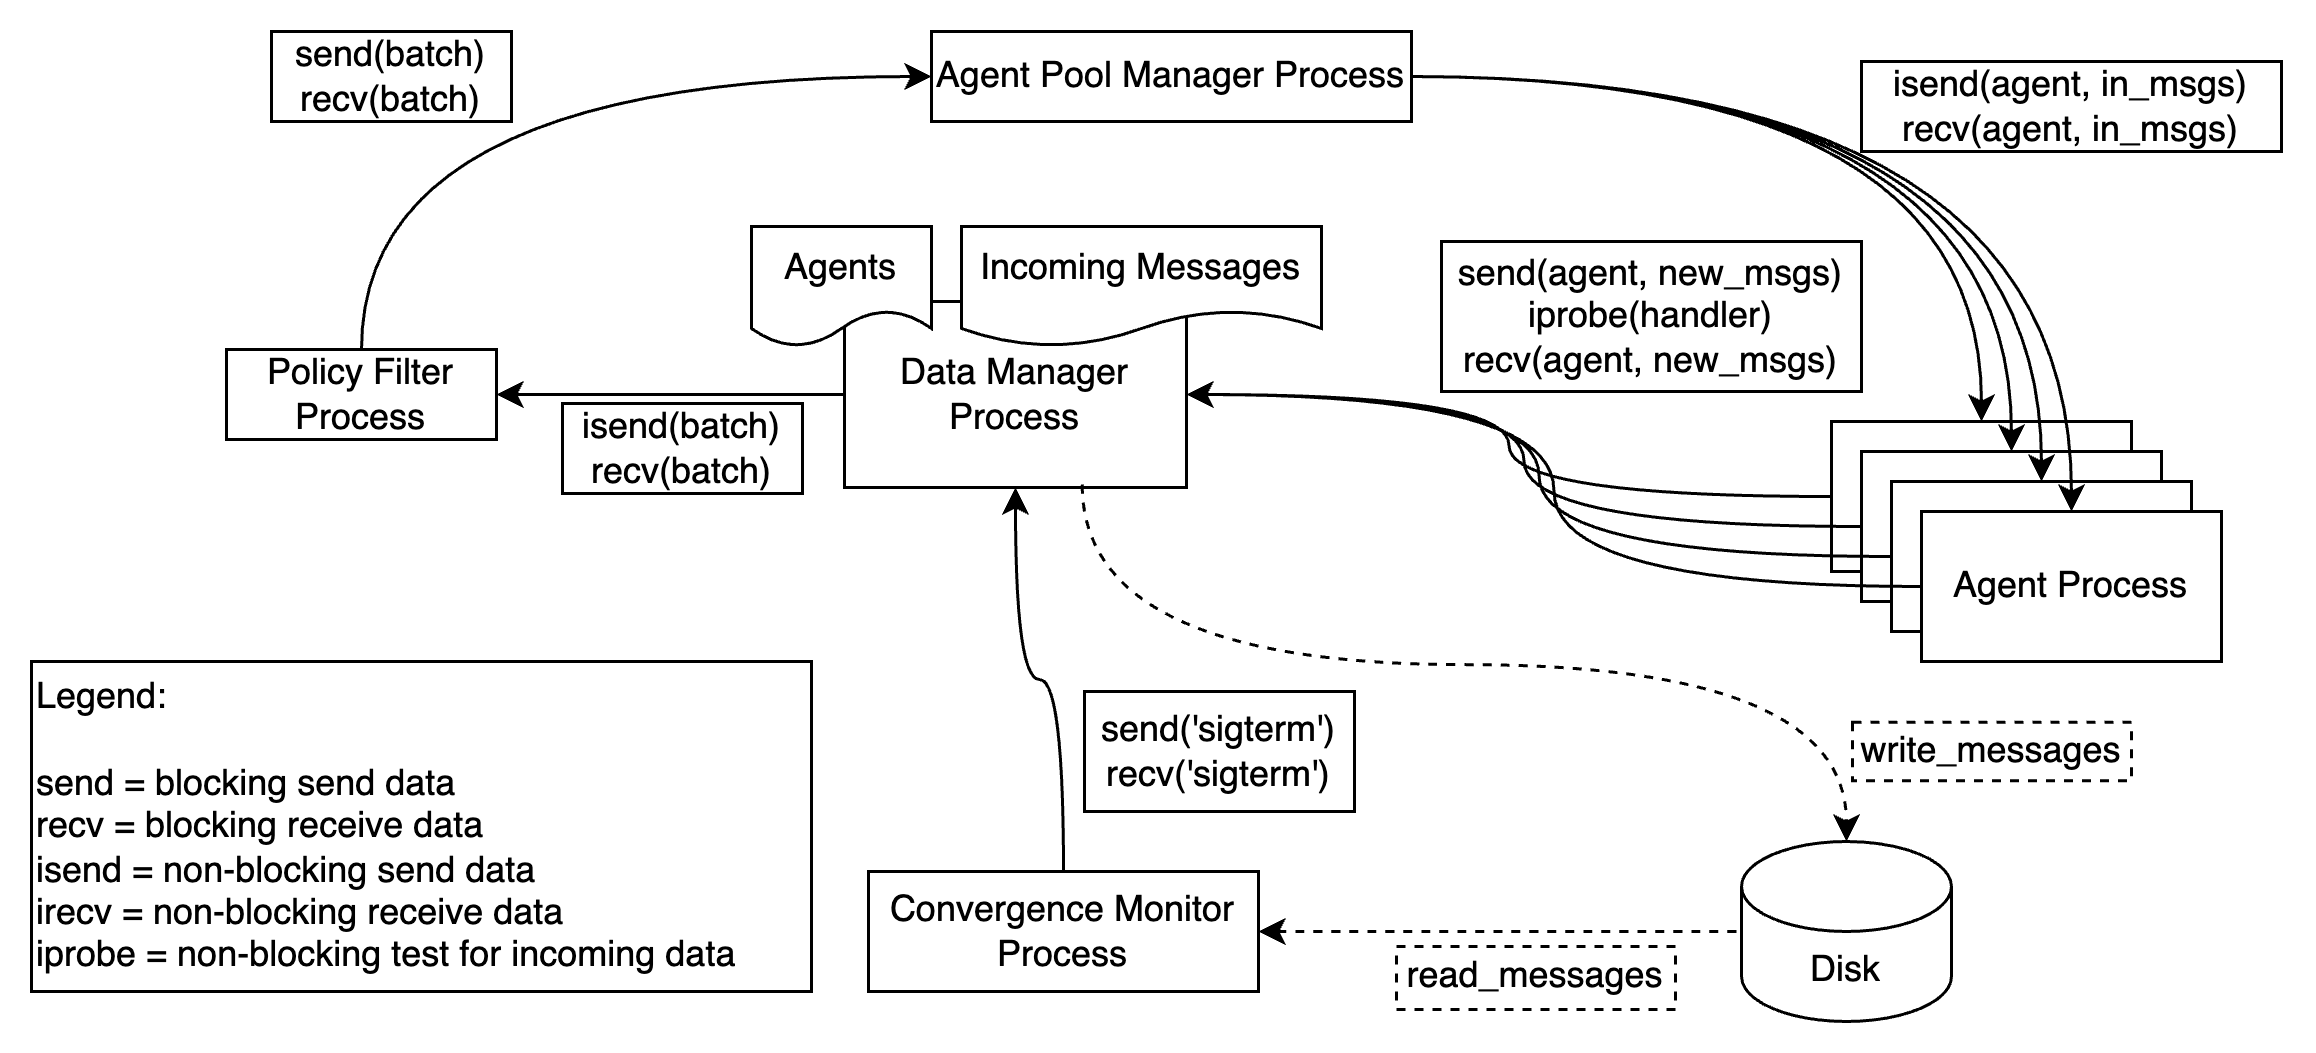 send(batch)
recv(batch)
Agent Pool Manager Process
isend(agent, in_msgs)
recv(agent, in_msgs)
Agents
Incoming Messages
send(agent, new_msgs)
iprobe(handler)
recv(agent, new_msgs)
Policy Filter
Process
Data Manager
Process
isend(batch)
recv(batch)
Agent Process
Legend:
send = blocking send data
recv = blocking receive data
isend = non-blocking send data
irecv = non-blocking receive data
iprobe = non-blocking test for incoming data
send('sigterm')
recv('sigterm')
write_messages
Convergence Monitor
Process
read_messages
Disk